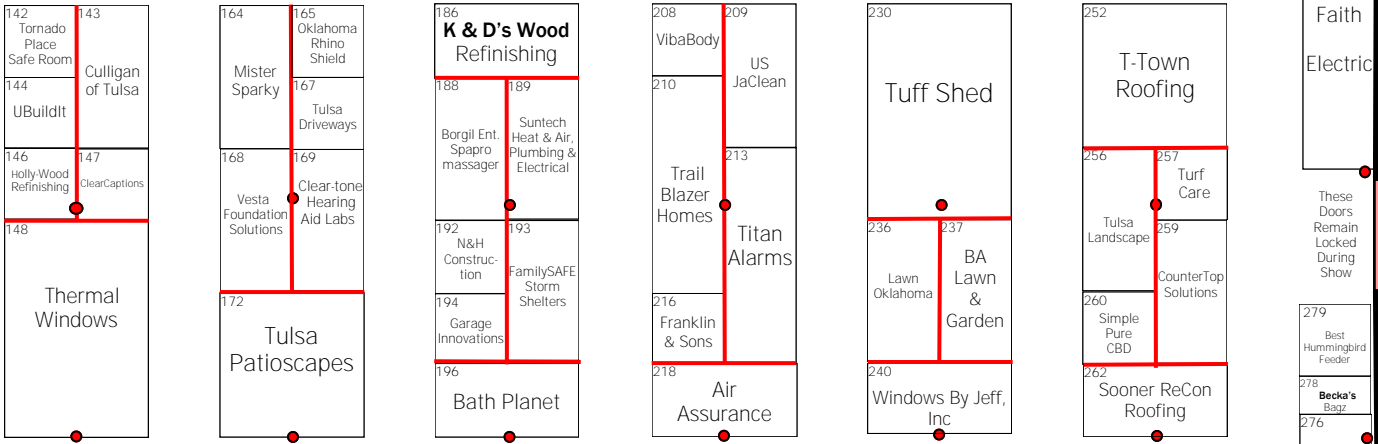 142
Tornado
Place
Safe Room
143
Culligan
of Tulsa
144
UBuildIt
146
Holly-Wood
Refinishing
147
ClearCaptions
148
Thermal
Windows
164
Mister
Sparky
165
Oklahoma
Rhino
Shield
167
Tulsa
Driveways
168
Vesta
Foundation
Solutions
169
Clear-tone
Hearing
Aid Labs
172
Tulsa
Patioscapes
186
K & D's Wood
Refinishing
188
Borgil Ent.
Spapro
massager
189
Suntech
Heat & Air,
Plumbing &
Electrical
192
N&H
Construc-
tion
193
FamilySAFE
Storm
Shelters
194
Garage
Innovations
196
Bath Planet
208
VibaBody
209
US
JaClean
210
Trail
Blazer
Homes
213
Titan
Alarms
216
Franklin
& Sons
218
Air
Assurance
230
Tuff Shed
236
Lawn
Oklahoma
237
BA
Lawn
&
Garden
240
Windows By Jeff,
Inc
252
T-Town
Roofing
256
Tulsa
Landscape
257
Turf
Care
259
CounterTop
Solutions
260
Simple
Pure
CBD
262
Sooner ReCon
Roofing
Faith
Electric
These
Doors
Remain
Locked
During
Show
279
Best
Hummingbird
Feeder
278
Becka's
Bagz
276